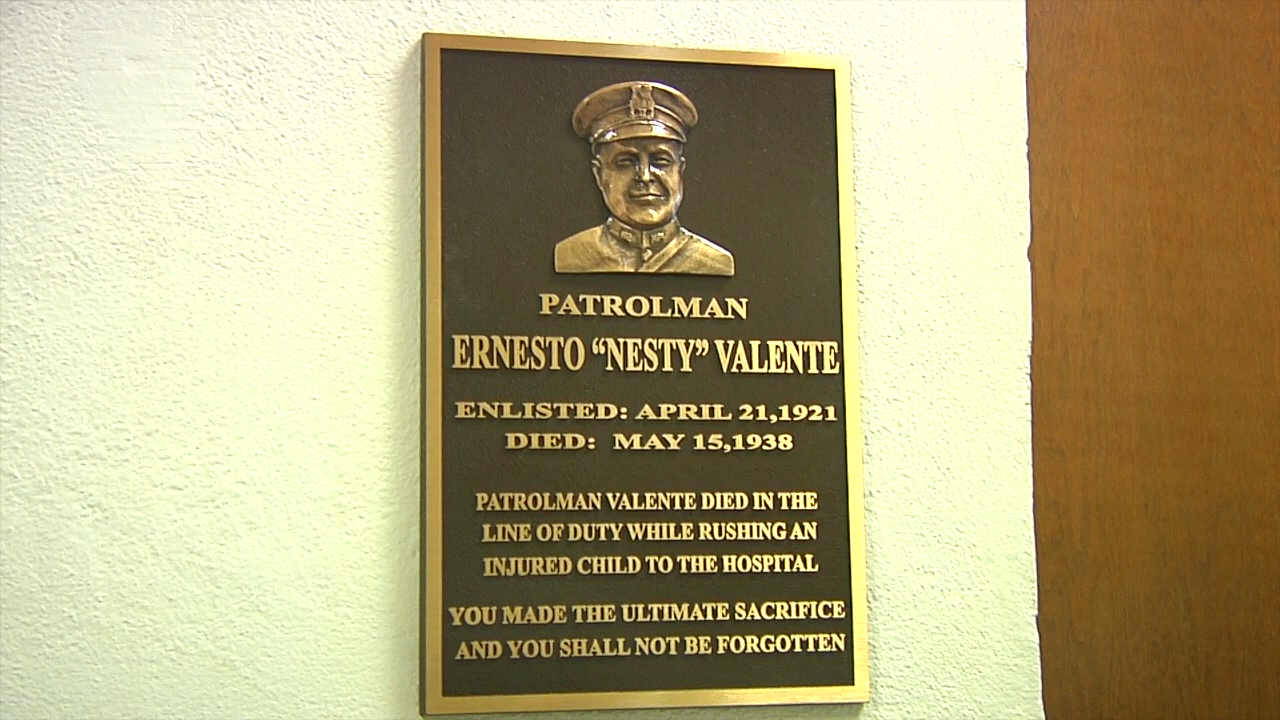 PATROLMAN
ERNESTO “NESTY” VALENTE
ENLISTED: APRIL 21,1921
DIED: MAY 15,1938
PATROLMAN VALENTE DIED IN THE
LINE OF DUTY WHILE RUSHING AN
INJURED CHILD TO THE HOSPITAL
YOU MADE THE ULTIMATE SACRIFICE
AND YOU SHALL NOT BE FORGOTTEN